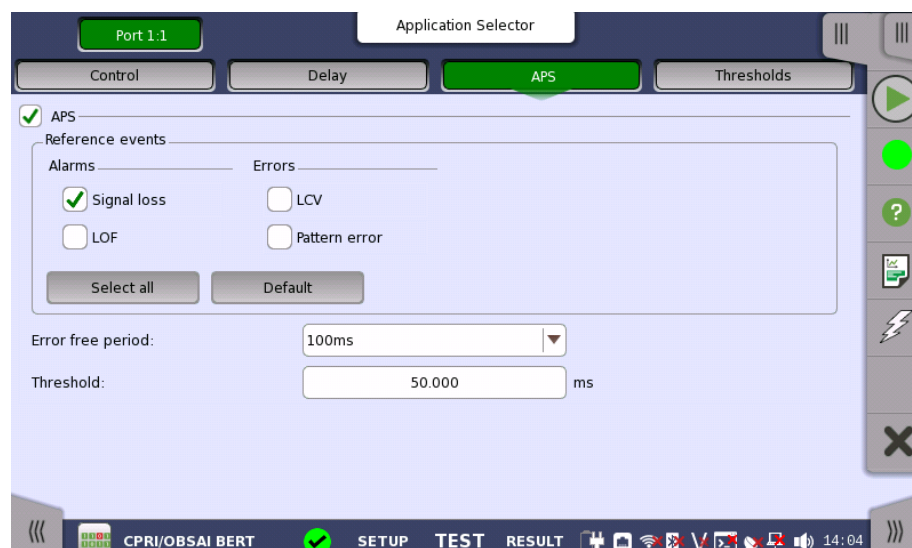 Application Selector
Port 1:1
Control Delay APS Thresholds
APS
Reference events
Alarms Errors
Signal loss LCV
LOF Pattern error
Select all Default
Error free period: 100ms
Threshold: 50.000 ms
CPRI/OBSAI BERT SETUP TEST RESULT 14:04